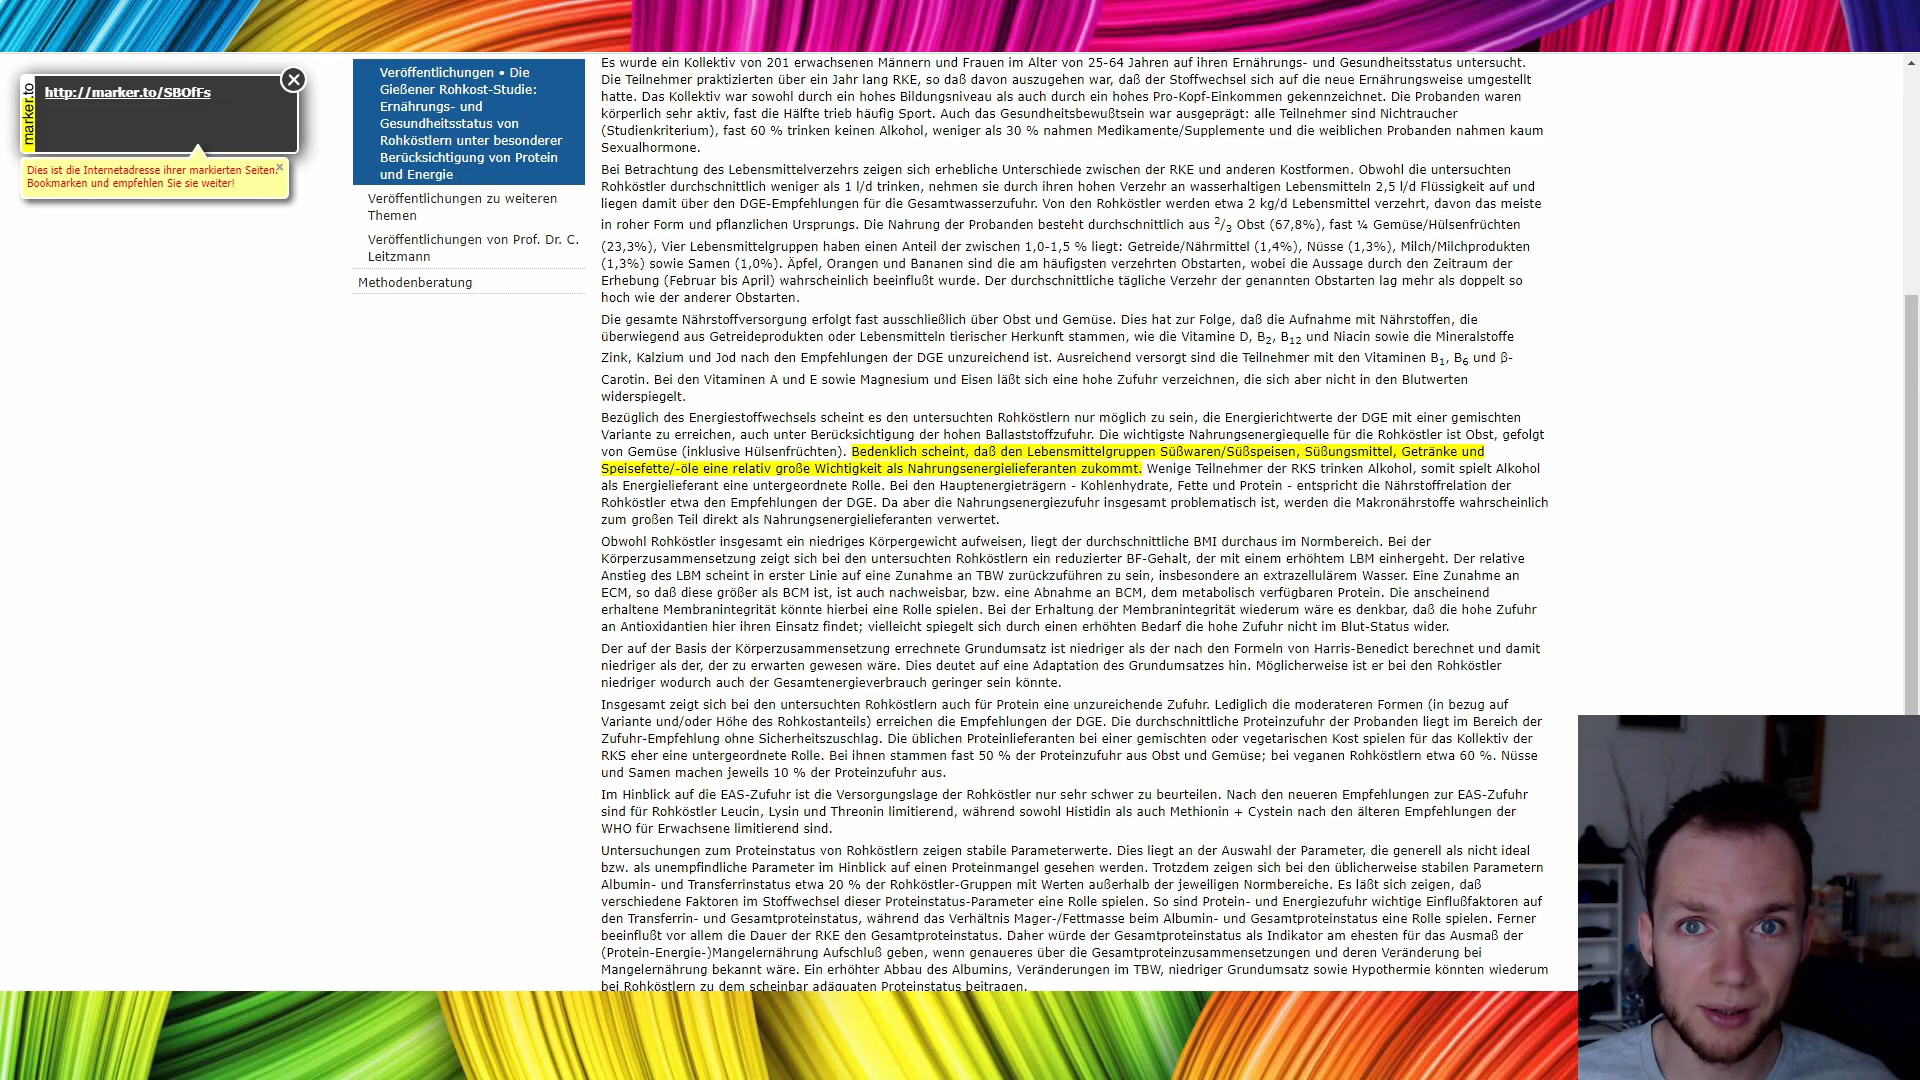 marker.to
http://marker.to/SBOfFs
Dies ist die Internetadresse ihrer markierten Seiten.
Bookmarken und empfehlen Sie sie weiter!
Veröffentlichungen • Die
Gießener Rohkost-Studie:
Ernährungs- und
Gesundheitsstatus von
Rohköstlern unter besonderer
Berücksichtigung von Protein
und Energie
Veröffentlichungen zu weiteren
Themen
Veröffentlichungen von Prof. Dr. C.
Leitzmann
Methodenberatung
Es wurde ein Kollektiv von 201 erwachsenen Männern und Frauen im Alter von 25-64 Jahren auf ihren Ernährungs- und Gesundheitsstatus untersucht.
Die Teilnehmer praktizierten über ein Jahr lang RKE, so daß davon auszugehen war, daß der Stoffwechsel sich auf die neue Ernährungsweise umgestellt
hatte. Das Kollektiv war sowohl durch ein hohes Bildungsniveau als auch durch ein hohes Pro-Kopf-Einkommen gekennzeichnet. Die Probanden waren
körperlich sehr aktiv, fast die Hälfte trieb häufig Sport. Auch das Gesundheitsbewußtsein war ausgeprägt: alle Teilnehmer sind Nichtraucher
(Studienkriterium), fast 60 % trinken keinen Alkohol, weniger als 30 % nahmen Medikamente/Supplemente und die weiblichen Probanden nahmen kaum
Sexualhormone.
Bei Betrachtung des Lebensmittelverzehrs zeigen sich erhebliche Unterschiede zwischen der RKE und anderen Kostformen. Obwohl die untersuchten
Rohköstler durchschnittlich weniger als 1 l/d trinken, nehmen sie durch ihren hohen Verzehr an wasserhaltigen Lebensmitteln 2,5 l/d Flüssigkeit auf und
liegen damit über den DGE-Empfehlungen für die Gesamtwasserzufuhr. Von den Rohköstler werden etwa 2 kg/d Lebensmittel verzehrt, davon das meiste
in roher Form und pflanzlichen Ursprungs. Die Nahrung der Probanden besteht durchschnittlich aus 2/3 Obst (67,8%), fast ¼ Gemüse/Hülsenfrüchten
(23,3%), Vier Lebensmittelgruppen haben einen Anteil der zwischen 1,0-1,5 % liegt: Getreide/Nährmittel (1,4%), Nüsse (1,3%), Milch/Milchprodukten
(1,3%) sowie Samen (1,0%). Äpfel, Orangen und Bananen sind die am häufigsten verzehrten Obstarten, wobei die Aussage durch den Zeitraum der
Erhebung (Februar bis April) wahrscheinlich beeinflußt wurde. Der durchschnittliche tägliche Verzehr der genannten Obstarten lag mehr als doppelt so
hoch wie der anderer Obstarten.
Die gesamte Nährstoffversorgung erfolgt fast ausschließlich über Obst und Gemüse. Dies hat zur Folge, daß die Aufnahme mit Nährstoffen, die
überwiegend aus Getreideprodukten oder Lebensmitteln tierischer Herkunft stammen, wie die Vitamine D, B2, B12 und Niacin sowie die Mineralstoffe
Zink, Kalzium und Jod nach den Empfehlungen der DGE unzureichend ist. Ausreichend versorgt sind die Teilnehmer mit den Vitaminen B1, B6 und β-
Carotin. Bei den Vitaminen A und E sowie Magnesium und Eisen läßt sich eine hohe Zufuhr verzeichnen, die sich aber nicht in den Blutwerten
widerspiegelt.
Bezüglich des Energiestoffwechsels scheint es den untersuchten Rohköstlern nur möglich zu sein, die Energierichtwerte der DGE mit einer gemischten
Variante zu erreichen, auch unter Berücksichtigung der hohen Ballaststoffzufuhr. Die wichtigste Nahrungsenergiequelle für die Rohköstler ist Obst, gefolgt
von Gemüse (inklusive Hülsenfrüchten). Bedenklich scheint, daß den Lebensmittelgruppen Süßwaren/Süßspeisen, Süßungsmittel, Getränke und
Speisefette/-öle eine relativ große Wichtigkeit als Nahrungsenergielieferanten zukommt. Wenige Teilnehmer der RKS trinken Alkohol, somit spielt Alkohol
als Energielieferant eine untergeordnete Rolle. Bei den Hauptenergieträgern - Kohlenhydrate, Fette und Protein - entspricht die Nährstoffrelation der
Rohköstler etwa den Empfehlungen der DGE. Da aber die Nahrungsenergiezufuhr insgesamt problematisch ist, werden die Makronährstoffe wahrscheinlich
zum großen Teil direkt als Nahrungsenergielieferanten verwertet.
Obwohl Rohköstler insgesamt ein niedriges Körpergewicht aufweisen, liegt der durchschnittliche BMI durchaus im Normbereich. Bei der
Körperzusammensetzung zeigt sich bei den untersuchten Rohköstlern ein reduzierter BF-Gehalt, der mit einem erhöhtem LBM einhergeht. Der relative
Anstieg des LBM scheint in erster Linie auf eine Zunahme an TBW zurückzuführen zu sein, insbesondere an extrazellulärem Wasser. Eine Zunahme an
ECM, so daß diese größer als BCM ist, ist auch nachweisbar, bzw. eine Abnahme an BCM, dem metabolisch verfügbaren Protein. Die anscheinend
erhaltene Membranintegrität könnte hierbei eine Rolle spielen. Bei der Erhaltung der Membranintegrität wiederum wäre es denkbar, daß die hohe Zufuhr
an Antioxidantien hier ihren Einsatz findet; vielleicht spiegelt sich durch einen erhöhten Bedarf die hohe Zufuhr nicht im Blut-Status wider.
Der auf der Basis der Körperzusammensetzung errechnete Grundumsatz ist niedriger als der nach den Formeln von Harris-Benedict berechnet und damit
niedriger als der, der zu erwarten gewesen wäre. Dies deutet auf eine Adaptation des Grundumsatzes hin. Möglicherweise ist er bei den Rohköstler
niedriger wodurch auch der Gesamtenergieverbrauch geringer sein könnte.
Insgesamt zeigt sich bei den untersuchten Rohköstlern auch für Protein eine unzureichende Zufuhr. Lediglich die moderateren Formen (in bezug auf
Variante und/oder Höhe des Rohkostanteils) erreichen die Empfehlungen der DGE. Die durchschnittliche Proteinzufuhr der Probanden liegt im Bereich der
Zufuhr-Empfehlung ohne Sicherheitszuschlag. Die üblichen Proteinlieferanten bei einer gemischten oder vegetarischen Kost spielen für das Kollektiv der
RKS eher eine untergeordnete Rolle. Bei ihnen stammen fast 50 % der Proteinzufuhr aus Obst und Gemüse; bei veganen Rohköstlern etwa 60 %. Nüsse
und Samen machen jeweils 10 % der Proteinzufuhr aus.
Im Hinblick auf die EAS-Zufuhr ist die Versorgungslage der Rohköstler nur sehr schwer zu beurteilen. Nach den neueren Empfehlungen zur EAS-Zufuhr
sind für Rohköstler Leucin, Lysin und Threonin limitierend, während sowohl Histidin als auch Methionin + Cystein nach den älteren Empfehlungen der
WHO für Erwachsene limitierend sind.
Untersuchungen zum Proteinstatus von Rohköstlern zeigen stabile Parameterwerte. Dies liegt an der Auswahl der Parameter, die generell als nicht ideal
bzw. als unempfindliche Parameter im Hinblick auf einen Proteinmangel gesehen werden. Trotzdem zeigen sich bei den üblicherweise stabilen Parametern
Albumin- und Transferrinstatus etwa 20 % der Rohköstler-Gruppen mit Werten außerhalb der jeweiligen Normbereiche. Es läßt sich zeigen, daß
verschiedene Faktoren im Stoffwechsel dieser Proteinstatus-Parameter eine Rolle spielen. So sind Protein- und Energiezufuhr wichtige Einflußfaktoren auf
den Transferrin- und Gesamtproteinstatus, während das Verhältnis Mager-/Fettmasse beim Albumin- und Gesamtproteinstatus eine Rolle spielen. Ferner
beeinflußt vor allem die Dauer der RKE den Gesamtproteinstatus. Daher würde der Gesamtproteinstatus als Indikator am ehesten für das Ausmaß der
(Protein-Energie-)Mangelernährung Aufschluß geben, wenn genaueres über die Gesamtproteinzusammensetzungen und deren Veränderung bei
Mangelernährung bekannt wäre. Ein erhöhter Abbau des Albumins, Veränderungen im TBW, niedriger Grundumsatz sowie Hypothermie könnten wiederum
bei Rohköstlern zu dem scheinbar adäquaten Proteinstatus beitragen.